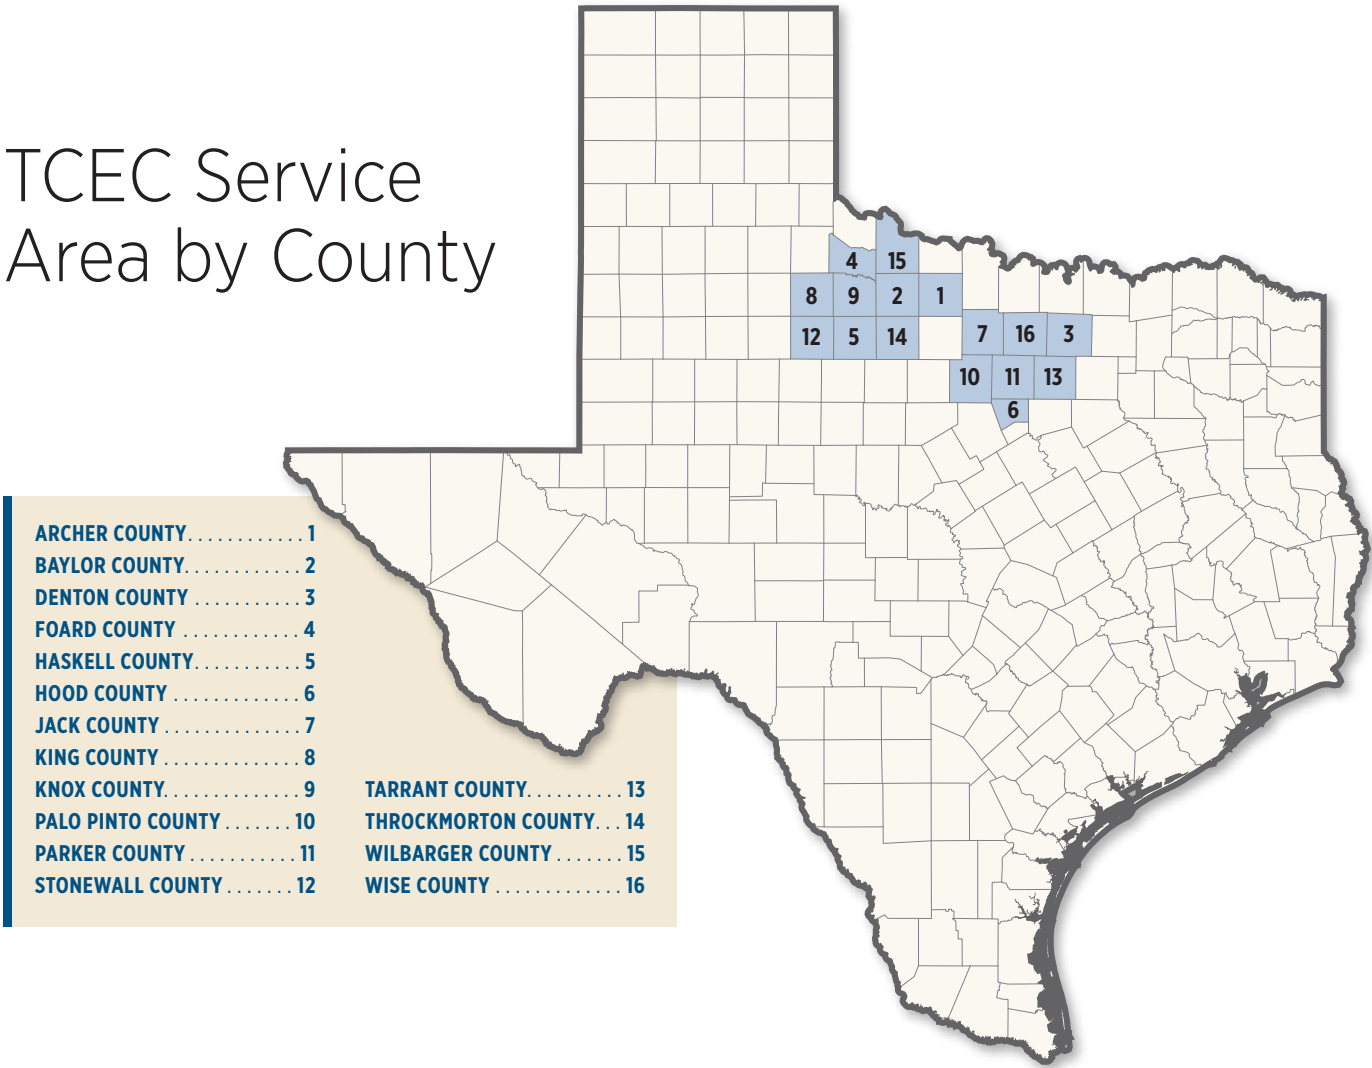 TCEC Service
Area by County
4 15
8 9 2 1
12 5 14
7 16 3
10 11 13
6
ARCHER COUNTY............1
BAYLOR COUNTY............2
DENTON COUNTY ...........3
FOARD COUNTY ............4
HASKELL COUNTY...........5
HOOD COUNTY .............6
JACK COUNTY ..............7
KING COUNTY ..............8
KNOX COUNTY..............9
PALO PINTO COUNTY .......10
PARKER COUNTY ...........11
STONEWALL COUNTY .......12
TARRANT COUNTY..........13
THROCKMORTON COUNTY...14
WILBARGER COUNTY .......15
WISE COUNTY .............16